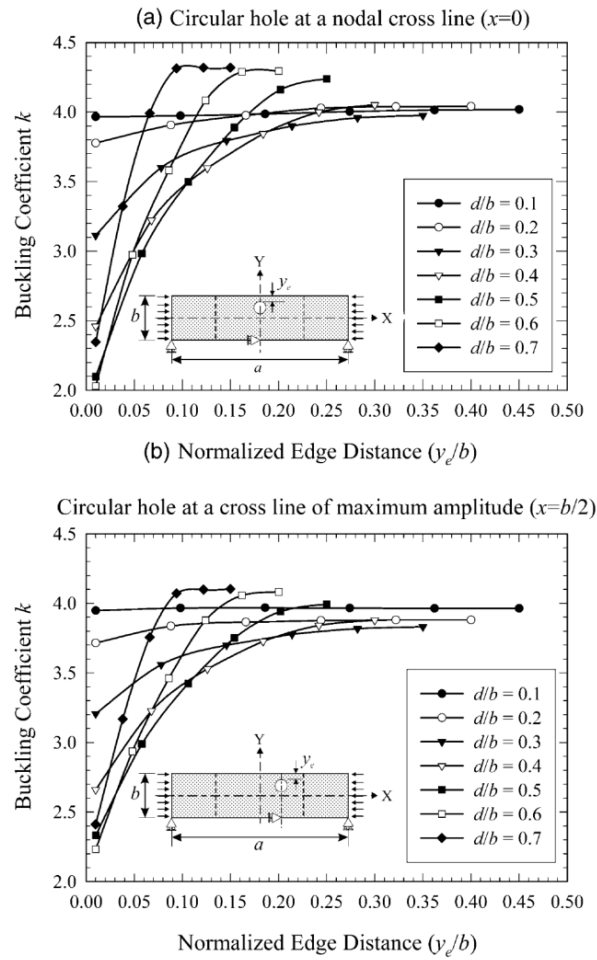 (a) Circular hole at a nodal cross line (x=0)
4.5
4.0
3.5
3.0
2.5
2.0
Buckling Coefficient k
d/b = 0.1
d/b = 0.2
d/b = 0.3
d/b = 0.4
d/b = 0.5
d/b = 0.6
d/b = 0.7
Y
yₑ
b
X
a
0.00 0.05 0.10 0.15 0.20 0.25 0.30 0.35 0.40 0.45 0.50
(b) Normalized Edge Distance (yₑ/b)
Circular hole at a cross line of maximum amplitude (x=b/2)
4.5
4.0
3.5
3.0
2.5
2.0
Buckling Coefficient k
d/b = 0.1
d/b = 0.2
d/b = 0.3
d/b = 0.4
d/b = 0.5
d/b = 0.6
d/b = 0.7
Y
yₑ
b
X
a
0.00 0.05 0.10 0.15 0.20 0.25 0.30 0.35 0.40 0.45 0.50
Normalized Edge Distance (yₑ/b)